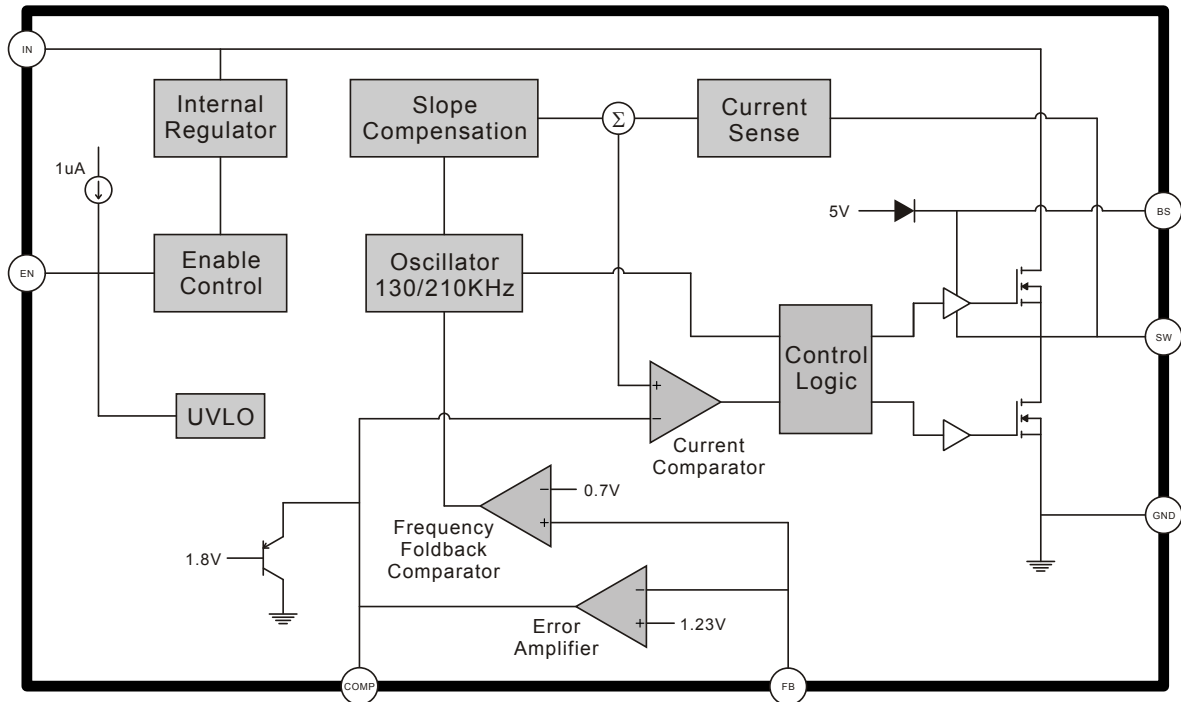 IN
Internal
Regulator
Slope
Compensation
Σ
Current
Sense
1uA
5V
BS
EN
Enable
Control
Oscillator
130/210KHz
Control
Logic
SW
+
−
Current
Comparator
UVLO
−
0.7V
+
Frequency
Foldback
Comparator
GND
1.8V
−
+
1.23V
Error
Amplifier
COMP
FB